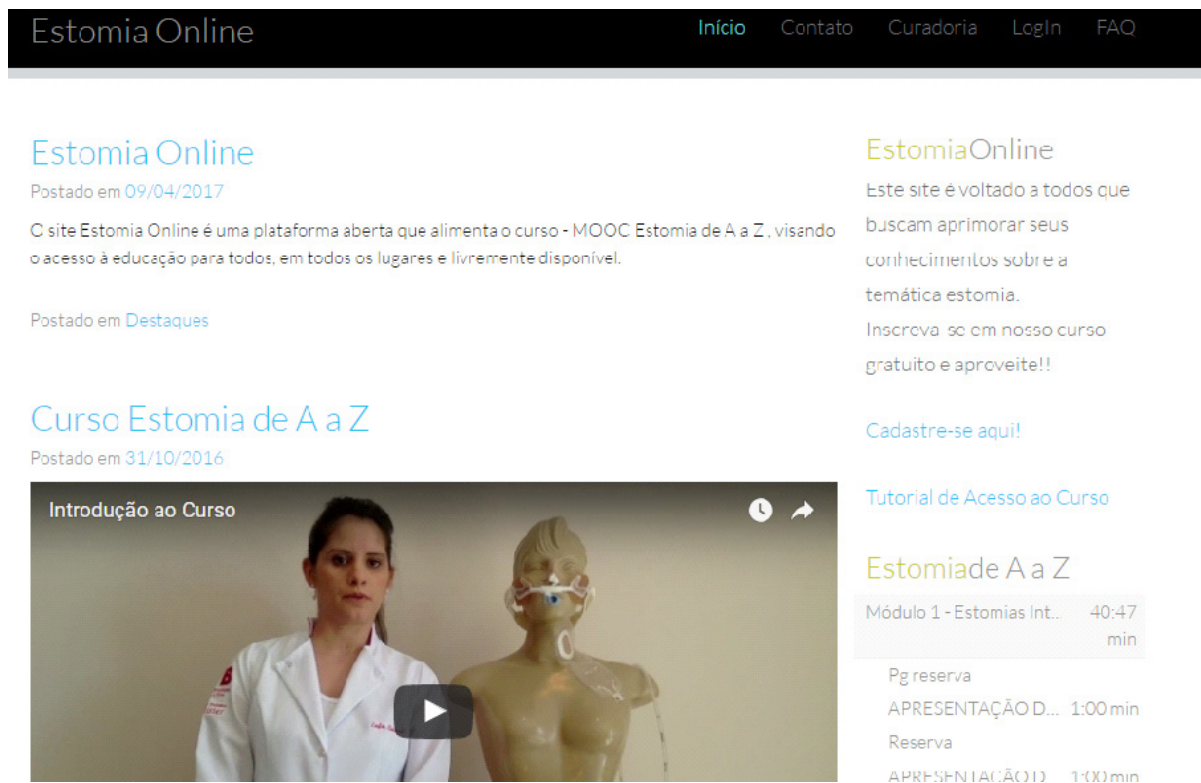 Estomia Online
Início Contato Curadoria LogIn FAQ
Estomia Online
Postado em 09/04/2017
O site Estomia Online é uma plataforma aberta que alimenta o curso - MOOC Estomia de A a Z , visando
o acesso à educação para todos, em todos os lugares e livremente disponível.
Postado em Destaques
Curso Estomia de A a Z
Postado em 31/10/2016
Introdução ao Curso
EstomiaOnline
Este site é voltado a todos que
buscam aprimorar seus
conhecimentos sobre a
temática estomia.
Inscreva-se em nosso curso
gratuito e aproveite!!
Cadastre-se aqui!
Tutorial de Acesso ao Curso
Estomiade A a Z
Módulo 1 - Estomias Int... 40:47
min
Pg reserva
APRESENTAÇÃO D... 1:00 min
Reserva
APRESENTAÇÃO D... 1:00 min